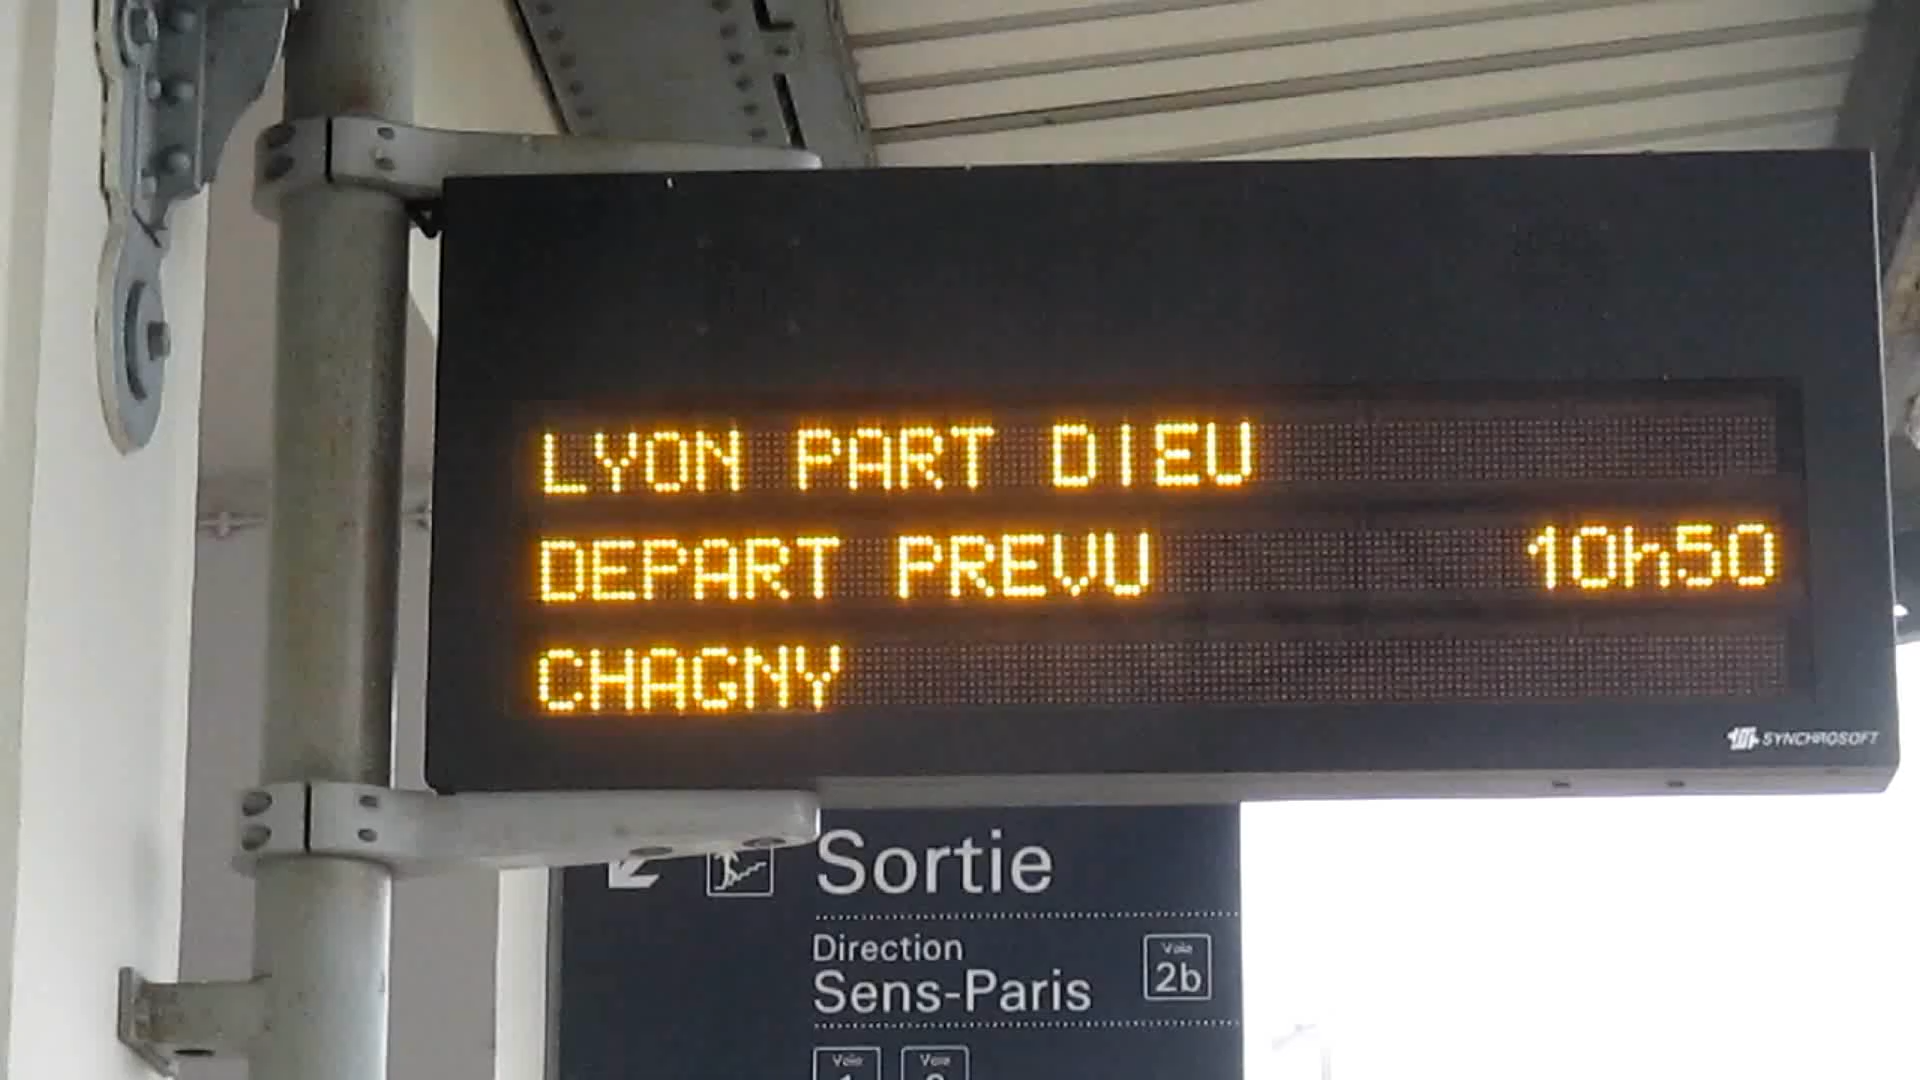 LYON PART DIEU
DEPART PREVU 10h50
CHAGNY
SYNCHROSOFT
Sortie
Direction
Sens-Paris
Voie
2b
Voie Voie